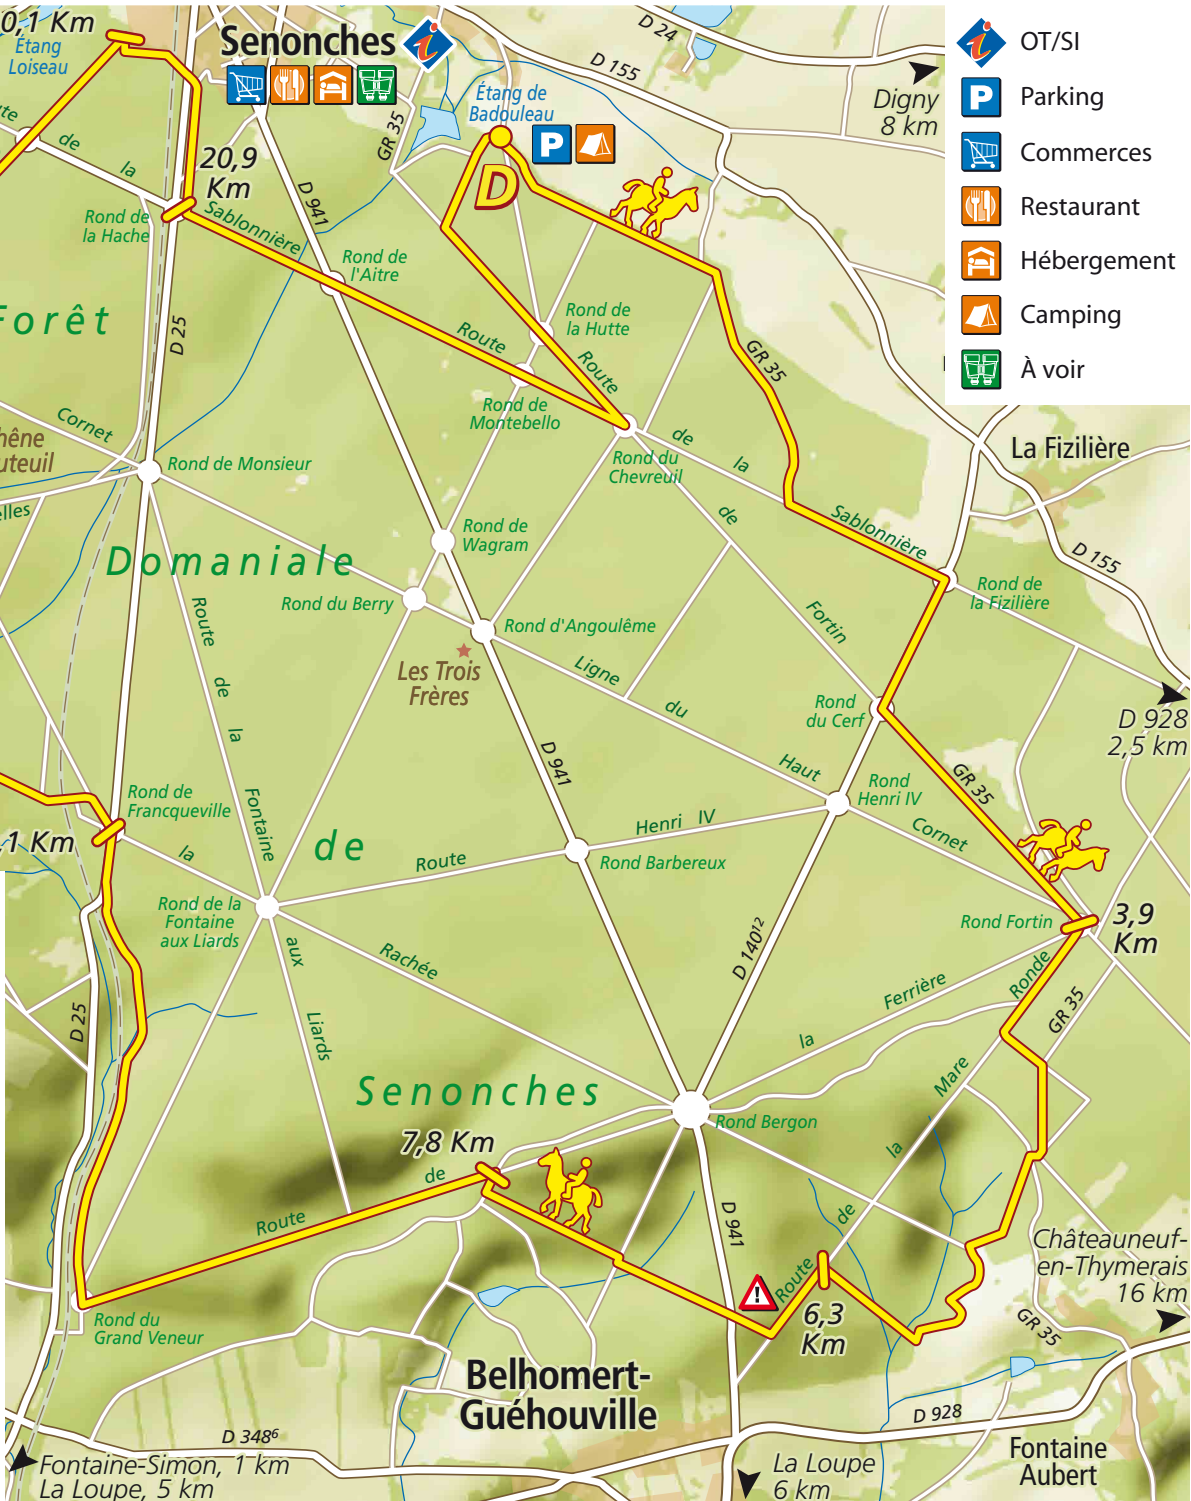 0,1 Km
Étang
Loiseau
Senonches
i
D 24
D 155
Digny
8 km
i OT/SI
P Parking
Commerces
Restaurant
Hébergement
Camping
À voir
Étang de
Badouleau
P
GR 35
D
de
la
20,9
Km
D 941
Rond de
la Hache
Sablonnière
Rond de
l'Aitre
Forêt
D 25
Route
Rond de
la Hutte
Route
GR 35
Rond de
Montebello
Cornet
Rond de Monsieur
Rond du
Chevreuil
de
la
La Fizilière
Sablonnière
de
Rond de
Wagram
D 155
Domaniale
Rond du Berry
Rond d'Angoulême
Rond de
la Fizilière
Fortin
Les Trois
Frères
Route
de
la
Fontaine
aux
Liards
Ligne
du
Haut
Cornet
Rond
du Cerf
D 928
2,5 km
D 941
GR 35
Rond
Henri IV
Rond de
Francqueville
1 Km
la
de
Route
Henri IV
Rond Barbereux
Rond de la
Fontaine
aux Liards
Rachée
D 140¹²
Rond Fortin
3,9
Km
Ferrière
la
Ronde
GR 35
D 25
Mare
la
de
Route
Senonches
Rond Bergon
7,8 Km
de
Route
D 941
Châteauneuf-
en-Thymerais
16 km
!
6,3
Km
GR 35
Rond du
Grand Veneur
Belhomert-
Guéhouville
D 348⁶
D 928
Fontaine-Simon, 1 km
La Loupe, 5 km
La Loupe
6 km
Fontaine
Aubert